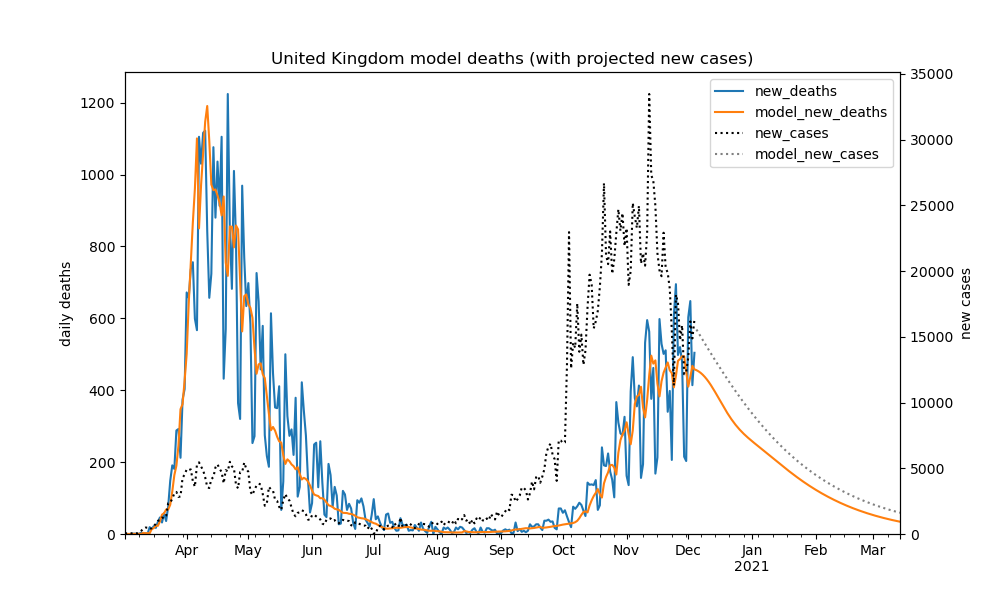 United Kingdom model deaths (with projected new cases)
new_deaths
model_new_deaths
new_cases
model_new_cases
daily deaths
1200
1000
800
600
400
200
0
35000
30000
25000
20000
15000
10000
5000
0
new cases
Apr May Jun Jul Aug Sep Oct Nov Dec Jan Feb Mar
2021